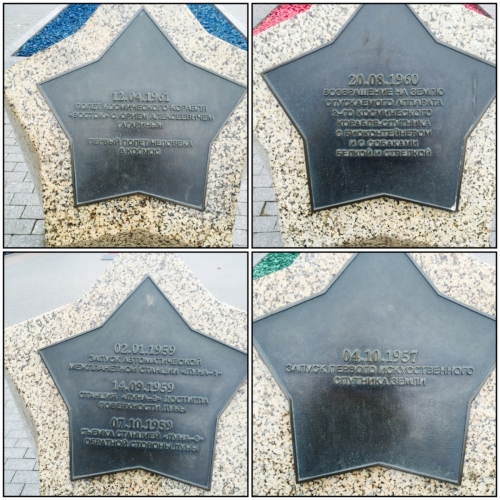 12.04.1961
ПОЛЕТ КОСМИЧЕСКОГО КОРАБЛЯ
«ВОСТОК» С ЮРИЕМ АЛЕКСЕЕВИЧЕМ
ГАГАРИНЫМ
ПЕРВЫЙ ПОЛЕТ ЧЕЛОВЕКА
В КОСМОС
20.08.1960
ВОЗВРАЩЕНИЕ НА ЗЕМЛЮ
СПУСКАЕМОГО АППАРАТА
2-ГО КОСМИЧЕСКОГО
КОРАБЛЯ-СПУТНИКА
С БИОКОНТЕЙНЕРОМ
И С СОБАКАМИ
БЕЛКОЙ И СТРЕЛКОЙ
02.01.1959
ЗАПУСК АВТОМАТИЧЕСКОЙ
МЕЖПЛАНЕТНОЙ СТАНЦИИ «ЛУНА-1»
14.09.1959
СТАНЦИЯ «ЛУНА-2» ДОСТИГЛА
ПОВЕРХНОСТИ ЛУНЫ
07.10.1959
СЪЕМКА СТАНЦИЕЙ «ЛУНА-3»
ОБРАТНОЙ СТОРОНЫ ЛУНЫ
04.10.1957
ЗАПУСК ПЕРВОГО ИСКУССТВЕННОГО
СПУТНИКА ЗЕМЛИ